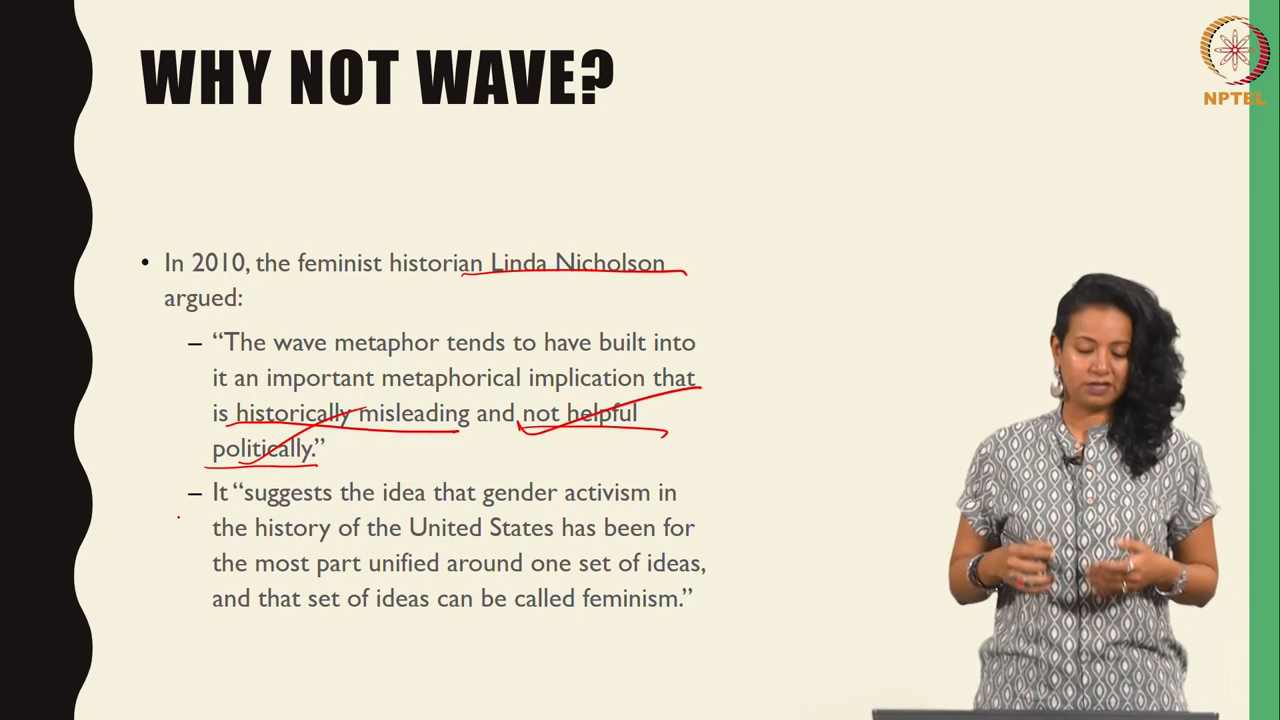 WHY NOT WAVE?
NPTEL
• In 2010, the feminist historian Linda Nicholson
argued:
– “The wave metaphor tends to have built into
it an important metaphorical implication that
is historically misleading and not helpful
politically.”
– It “suggests the idea that gender activism in
the history of the United States has been for
the most part unified around one set of ideas,
and that set of ideas can be called feminism.”